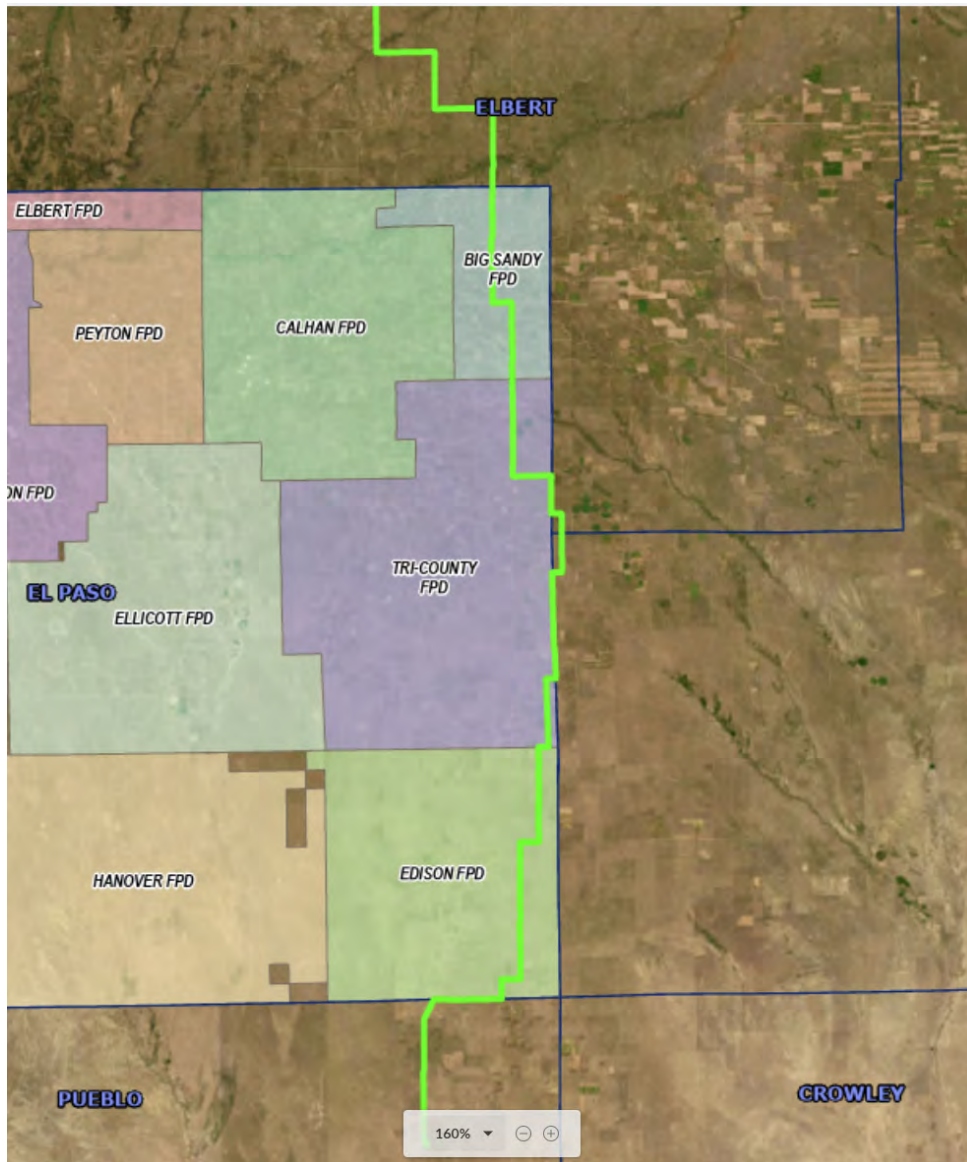 ELBERT
ELBERT FPD
BIG SANDY
FPD
PEYTON FPD
CALHAN FPD
ON FPD
TRI-COUNTY
FPD
EL PASO
ELLICOTT FPD
HANOVER FPD
EDISON FPD
PUEBLO
CROWLEY
160%